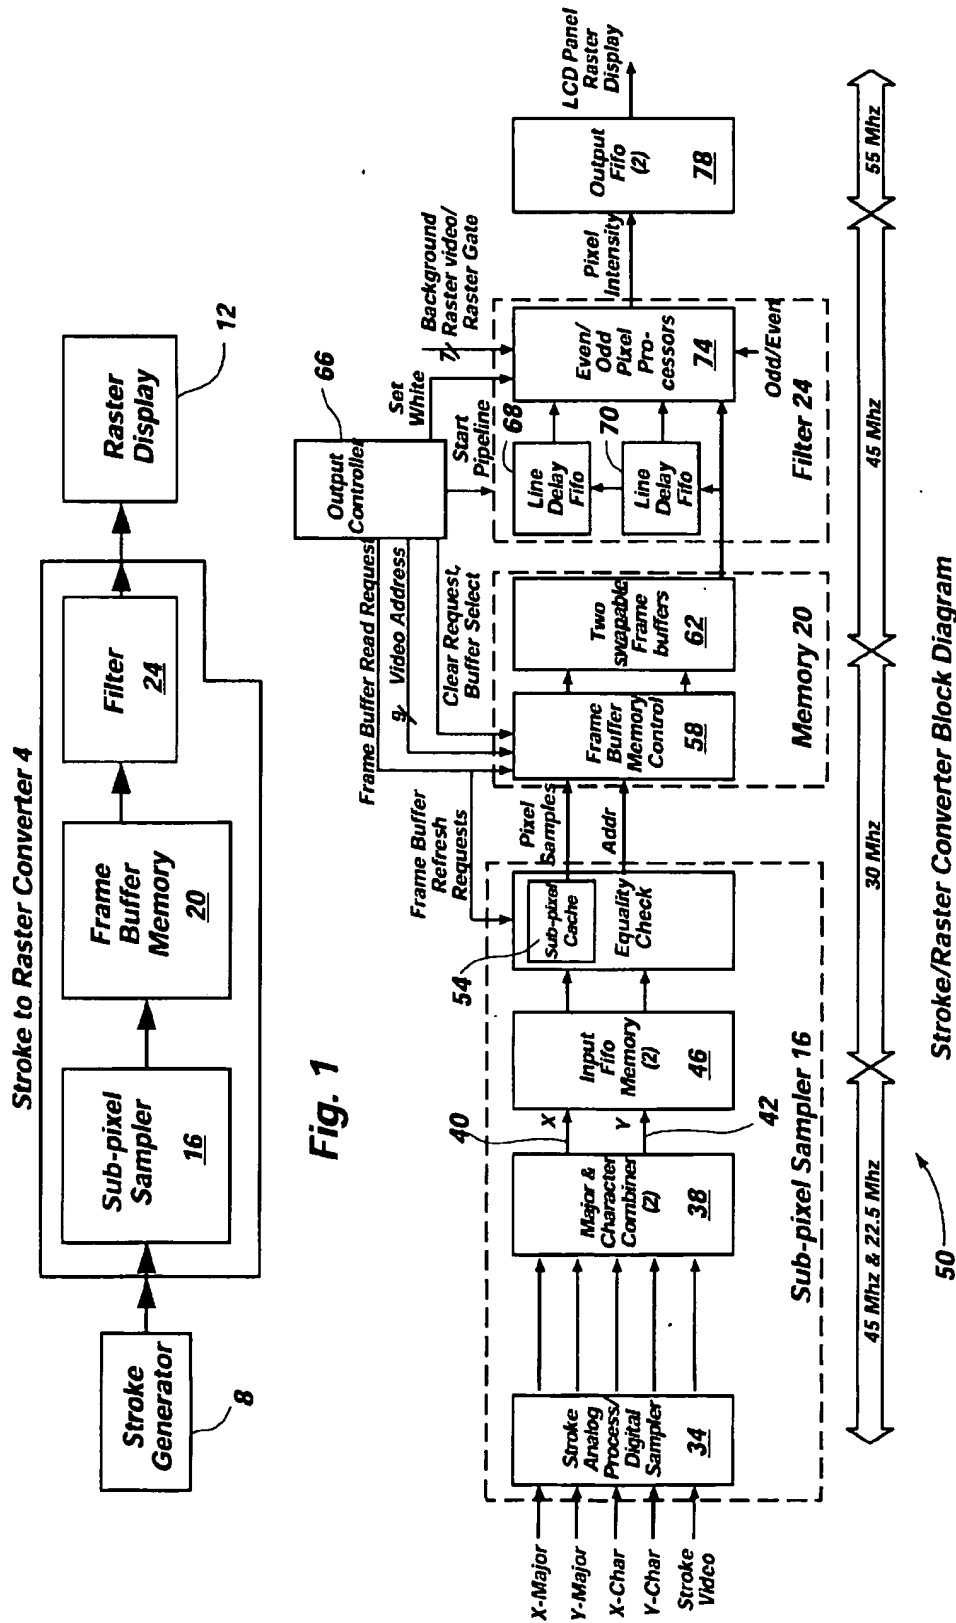 Stroke to Raster Converter 4
Stroke
Generator
8
Sub-pixel
Sampler
16
Frame
Buffer
Memory
20
Filter
24
Raster
Display
12
Fig. 1
X-Major
Y-Major
X-Char
Y-Char
Stroke
Video
Stroke
Analog
Process/
Digital
Sampler
34
Major &
Character
Combiner
(2)
38
40
X
Y
42
Input
Fifo
Memory
(2)
46
54
Sub-pixel
Cache
Equality
Check
Sub-pixel Sampler 16
Frame Buffer
Refresh
Requests
Pixel
Samples
Addr
Frame Buffer Read Request
9
Video Address
Clear Request,
Buffer Select
Frame
Buffer
Memory
Control
58
Two
swapable
Frame
buffers
62
Memory 20
Output
Controller
66
Set
White
Start
Pipeline
Background
Raster video/
Raster Gate
7
Line
Delay
Fifo
68
Line
Delay
Fifo
70
Even/
Odd
Pixel
Pro-
cessors
74
Odd/Even
Filter 24
Pixel
Intensity
Output
Fifo
(2)
78
LCD Panel
Raster
Display
45 Mhz & 22.5 Mhz
30 Mhz
45 Mhz
55 Mhz
50
Stroke/Raster Converter Block Diagram